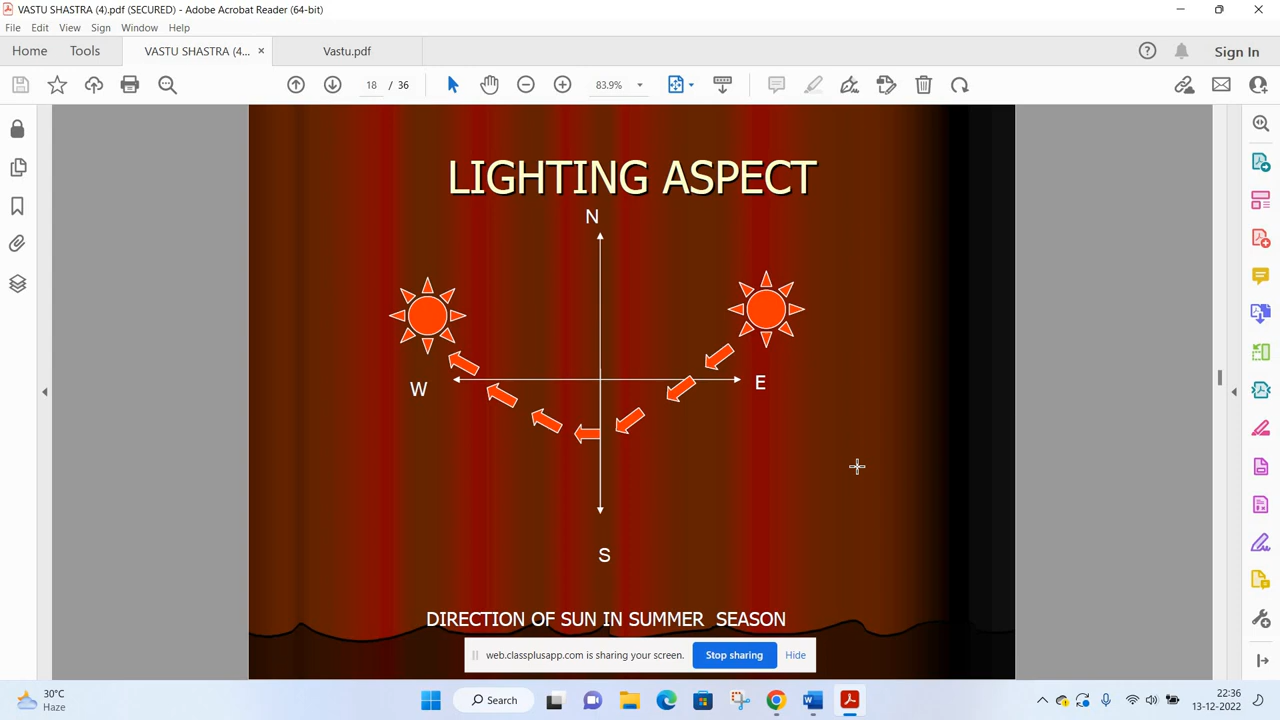 VASTU SHASTRA (4).pdf (SECURED) - Adobe Acrobat Reader (64-bit)
File Edit View Sign Window Help
Home Tools VASTU SHASTRA (4... × Vastu.pdf Sign In
18 / 36 83.9%
LIGHTING ASPECT
N
W E
S
DIRECTION OF SUN IN SUMMER SEASON
web.classplusapp.com is sharing your screen. Stop sharing Hide
30°C
Haze
Search
22:36
13-12-2022